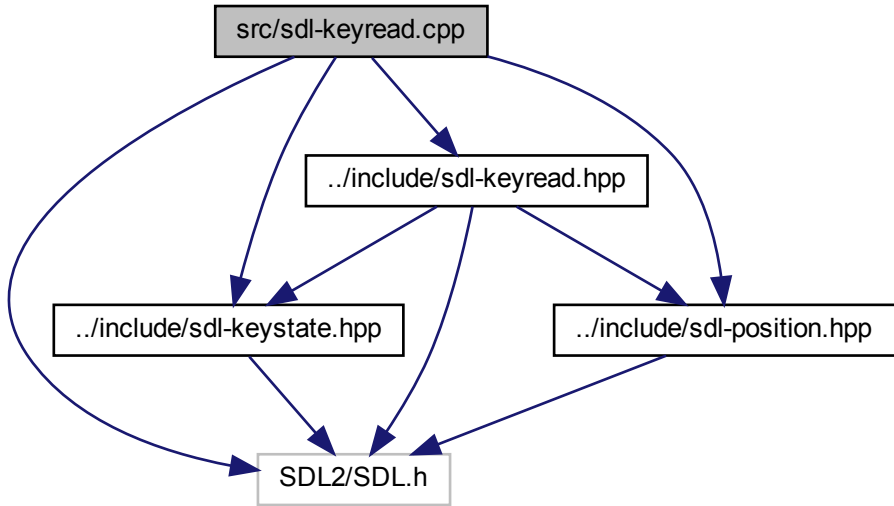 src/sdl-keyread.cpp
../include/sdl-keyread.hpp
../include/sdl-keystate.hpp
../include/sdl-position.hpp
SDL2/SDL.h